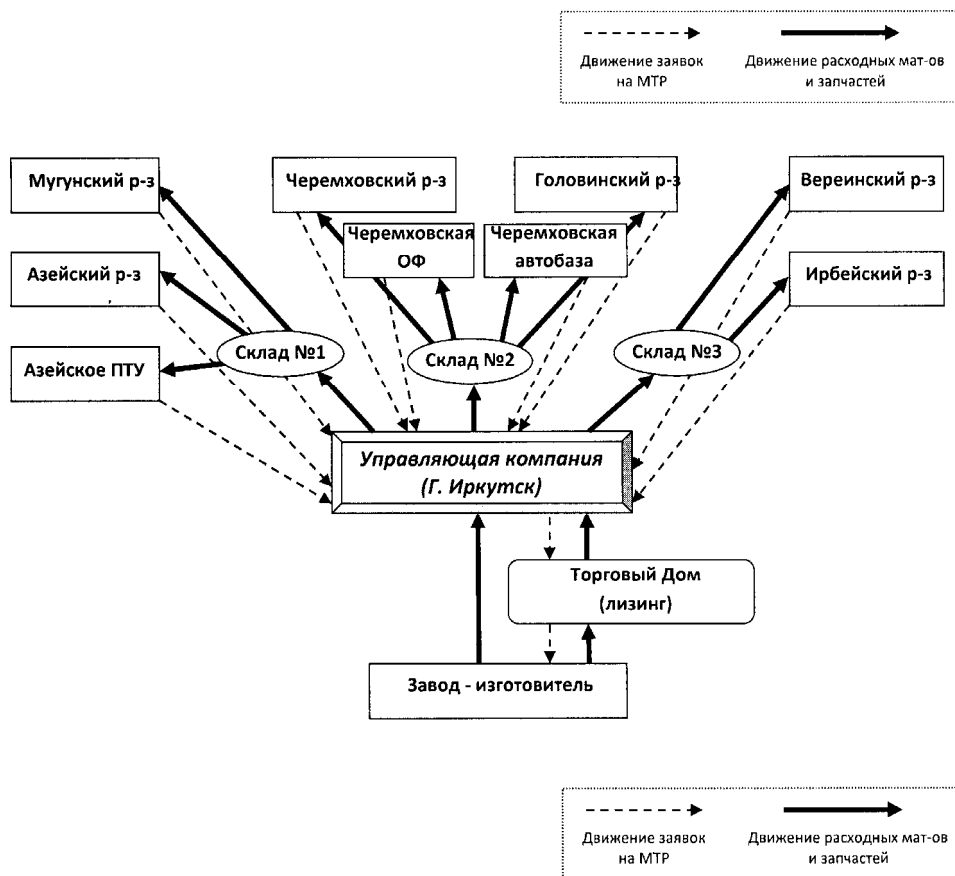 Движение заявок
на МТР
Движение расходных мат-ов
и запчастей
Мугунский р-з
Черемховский р-з
Головинский р-з
Вереинский р-з
Черемховская
ОФ
Черемховская
автобаза
Азейский р-з
Ирбейский р-з
Склад №1
Склад №2
Склад №3
Азейское ПТУ
Управляющая компания
(Г. Иркутск)
Торговый Дом
(лизинг)
Завод - изготовитель
Движение заявок
на МТР
Движение расходных мат-ов
и запчастей